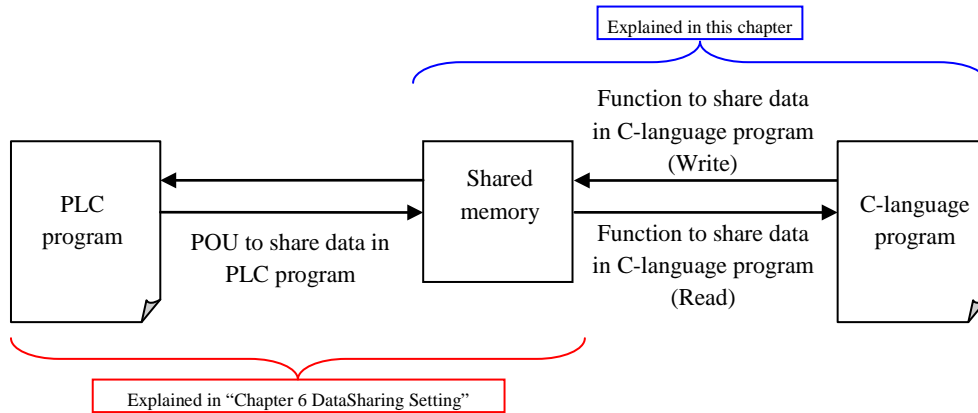 Explained in this chapter
Function to share data
in C-language program
(Write)
PLC
program
Shared
memory
C-language
program
POU to share data in
PLC program
Function to share data
in C-language program
(Read)
Explained in “Chapter 6 DataSharing Setting”